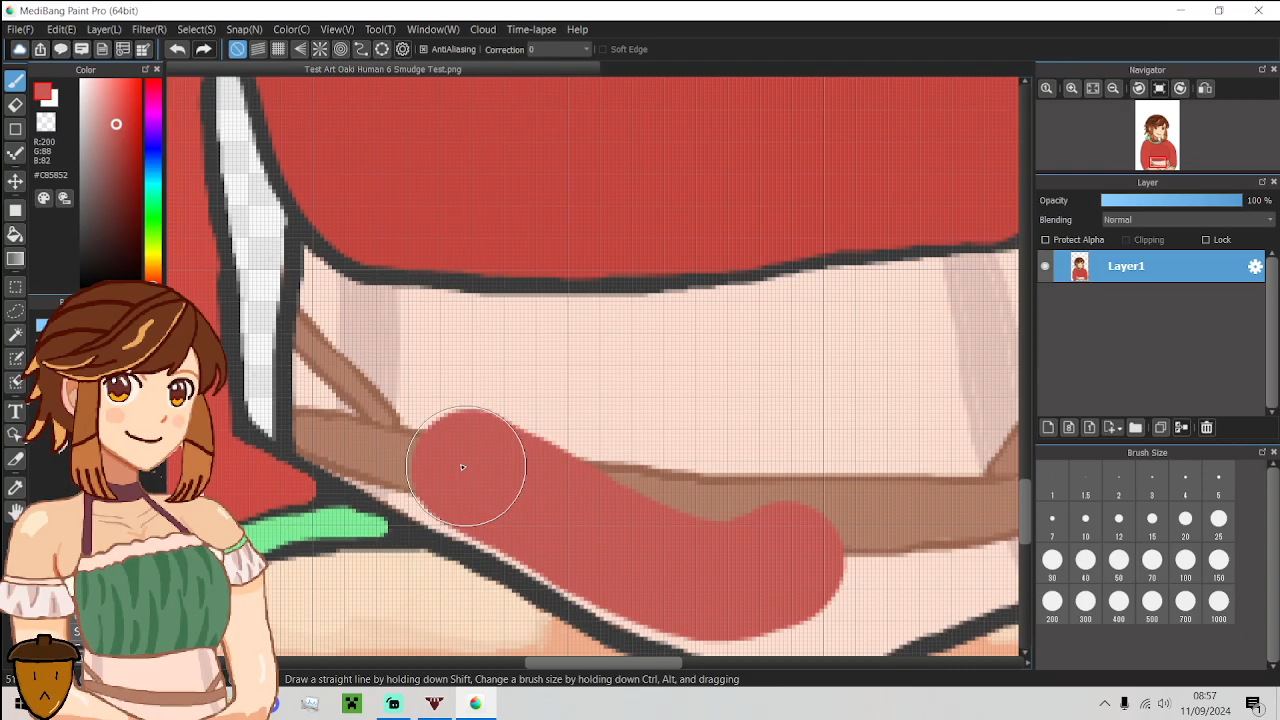 MediBang Paint Pro (64bit)
File(F) Edit(E) Layer(L) Filter(R) Select(S) Snap(N) Color(C) View(V) Tool(T) Window(W) Cloud Time-lapse Help
AntiAliasing Correction 0 Soft Edge
Color
Test Art Oaki Human 6 Smudge Test.png
Navigator
R:200
G:88
B:82
#C85852
Layer
Opacity 100 %
Blending Normal
Protect Alpha Clipping Lock
Layer1
Brush Size
1 1.5 2 3 4 5
7 10 12 15 20 25
30 40 50 70 100 150
200 300 400 500 700 1000
Draw a straight line by holding down Shift, Change a brush size by holding down Ctrl, Alt, and dragging
08:57
11/09/2024